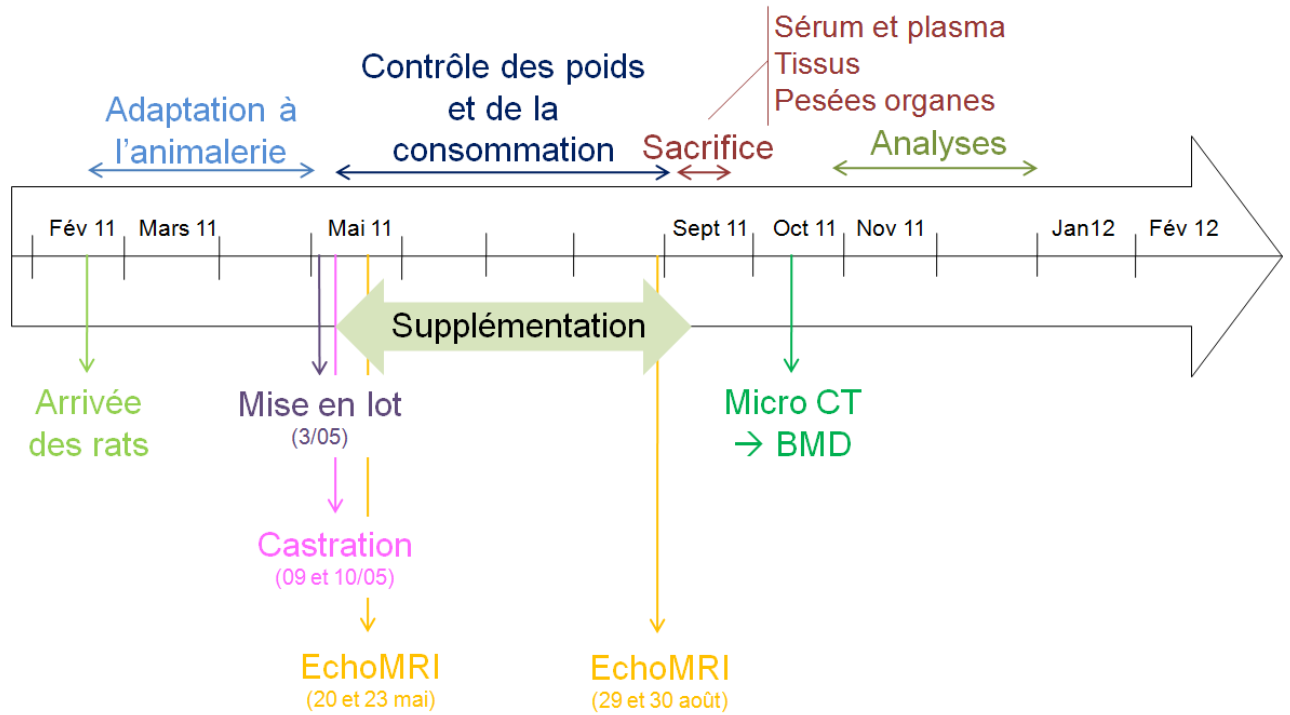 Sérum et plasma
Tissus
Pesées organes
Contrôle des poids
et de la
consommation
Adaptation à
l'animalerie
Sacrifice
Analyses
Fév 11
Mars 11
Mai 11
Sept 11
Oct 11
Nov 11
Jan12
Fév 12
Supplémentation
Arrivée
des rats
Mise en lot
(3/05)
Micro CT
→ BMD
Castration
(09 et 10/05)
EchoMRI
(20 et 23 mai)
EchoMRI
(29 et 30 août)